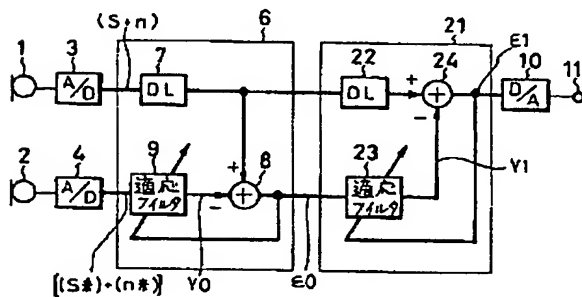 (S+n)
6
21
1
3
7
22
24
E1
10
11
A/D
DL
DL
+
+
D/A
-
2
4
9
+
8
23
Y1
A/D
適応
フィルタ
-
+
適応
フィルタ
[(S*)+(n*)]
Y0
ε0